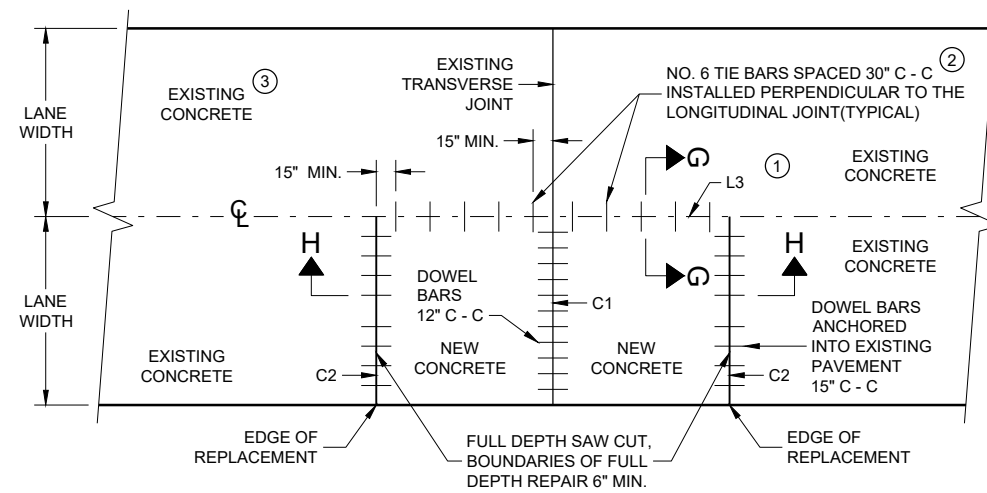 LANE
WIDTH
EXISTING
CONCRETE
3
EXISTING
TRANSVERSE
JOINT
NO. 6 TIE BARS SPACED 30" C - C
INSTALLED PERPENDICULAR TO THE
LONGITUDINAL JOINT(TYPICAL)
2
15" MIN.
15" MIN.
G
1
L3
EXISTING
CONCRETE
CL
H
G
H
EXISTING
CONCRETE
LANE
WIDTH
DOWEL
BARS
12" C - C
C1
DOWEL BARS
ANCHORED
INTO EXISTING
PAVEMENT
15" C - C
EXISTING
CONCRETE
C2
NEW
CONCRETE
NEW
CONCRETE
C2
EDGE OF
REPLACEMENT
FULL DEPTH SAW CUT,
BOUNDARIES OF FULL
DEPTH REPAIR 6" MIN.
EDGE OF
REPLACEMENT